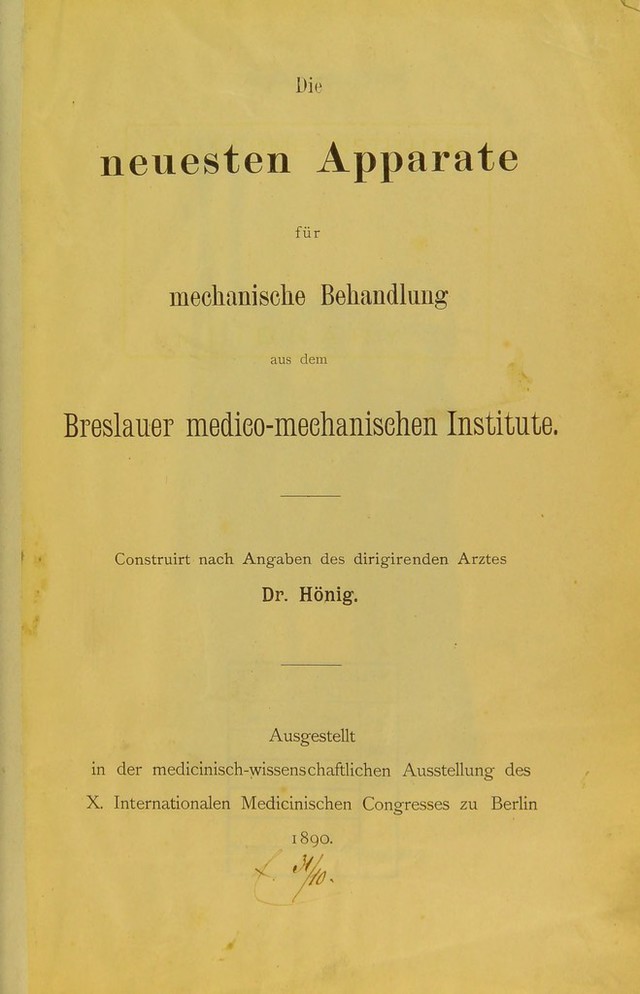 Die
neuesten Apparate
für
mechanische Behandlung
aus dem
Breslauer medico-mechanischen Institute.
Construirt nach Angaben des dirigirenden Arztes
Dr. Hönig.
Ausgestellt
in der medicinisch-wissenschaftlichen Ausstellung des
X. Internationalen Medicinischen Congresses zu Berlin
1890.